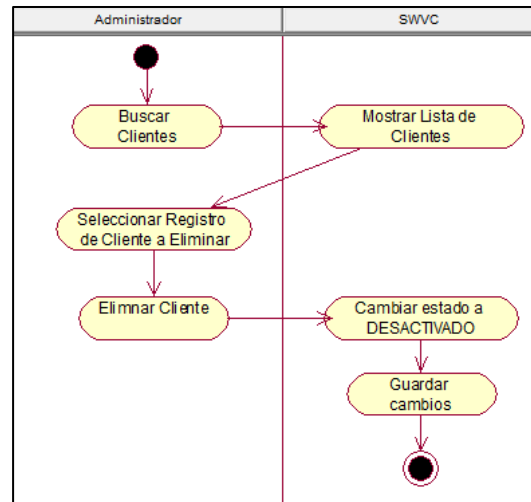 Administrador
SWVC
Buscar
Clientes
Mostrar Lista de
Clientes
Seleccionar Registro
de Cliente a Eliminar
Elimnar Cliente
Cambiar estado a
DESACTIVADO
Guardar
cambios